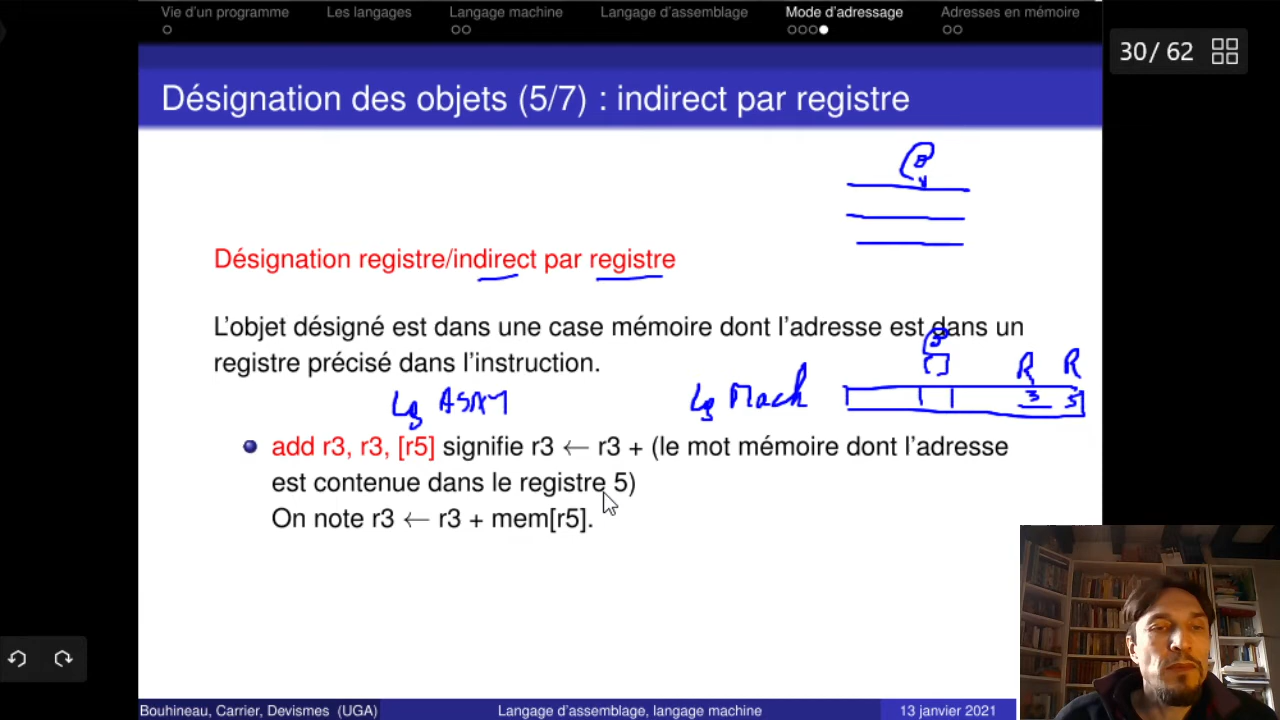 Vie d'un programme Les langages Langage machine Langage d'assemblage Mode d'adressage Adresses en mémoire
30/ 62
Désignation des objets (5/7) : indirect par registre
Désignation registre/indirect par registre
L'objet désigné est dans une case mémoire dont l'adresse est dans un
registre précisé dans l'instruction.
R R
Lg ASM Lg Mach 3 5
add r3, r3, [r5] signifie r3 ← r3 + (le mot mémoire dont l'adresse
est contenue dans le registre 5)
On note r3 ← r3 + mem[r5].
Bouhineau, Carrier, Devismes (UGA) Langage d'assemblage, langage machine 13 janvier 2021